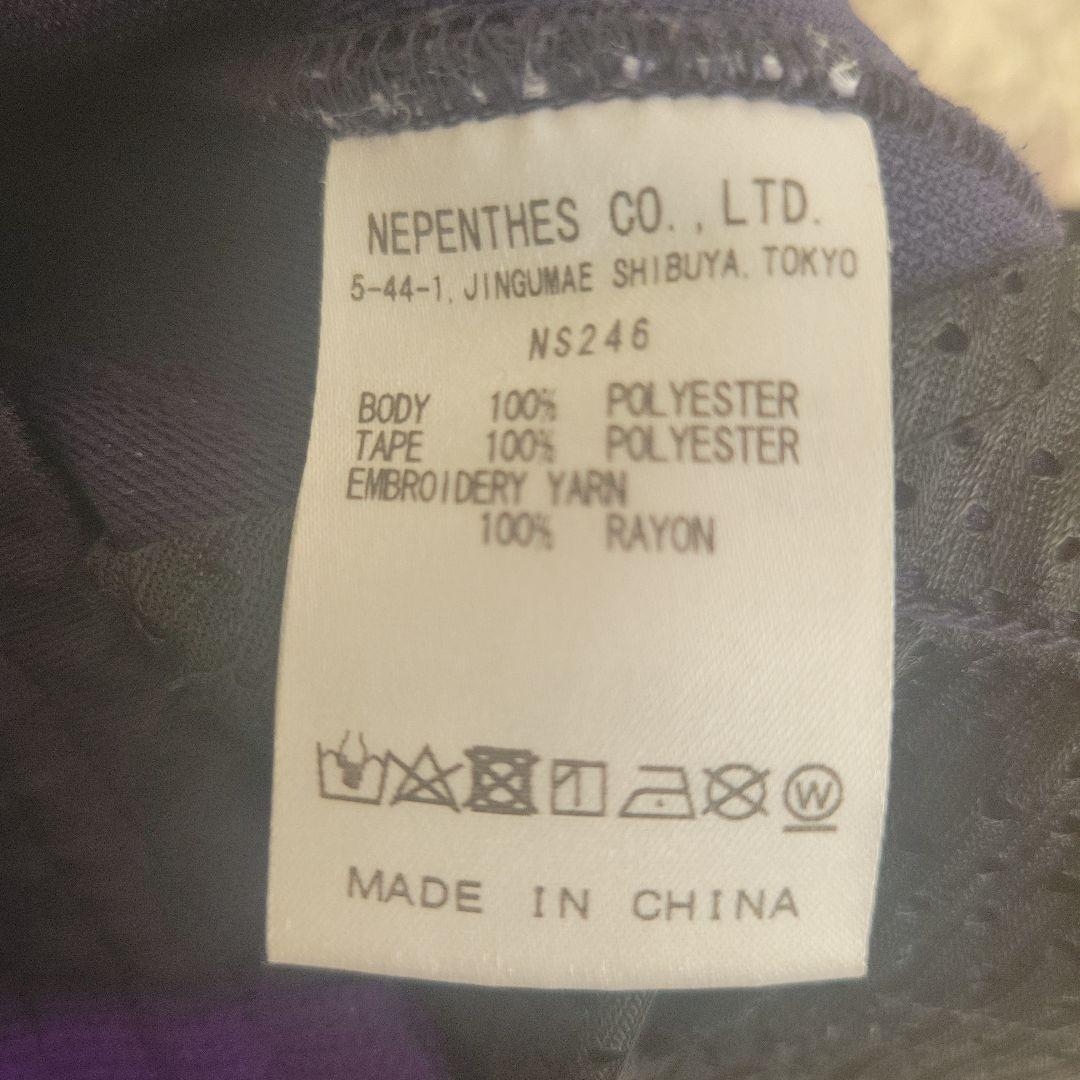 NEPENTHES CO., LTD.
5-44-1, JINGUMAE SHIBUYA, TOKYO
NS246
BODY 100% POLYESTER
TAPE 100% POLYESTER
EMBROIDERY YARN
100% RAYON
W
MADE IN CHINA